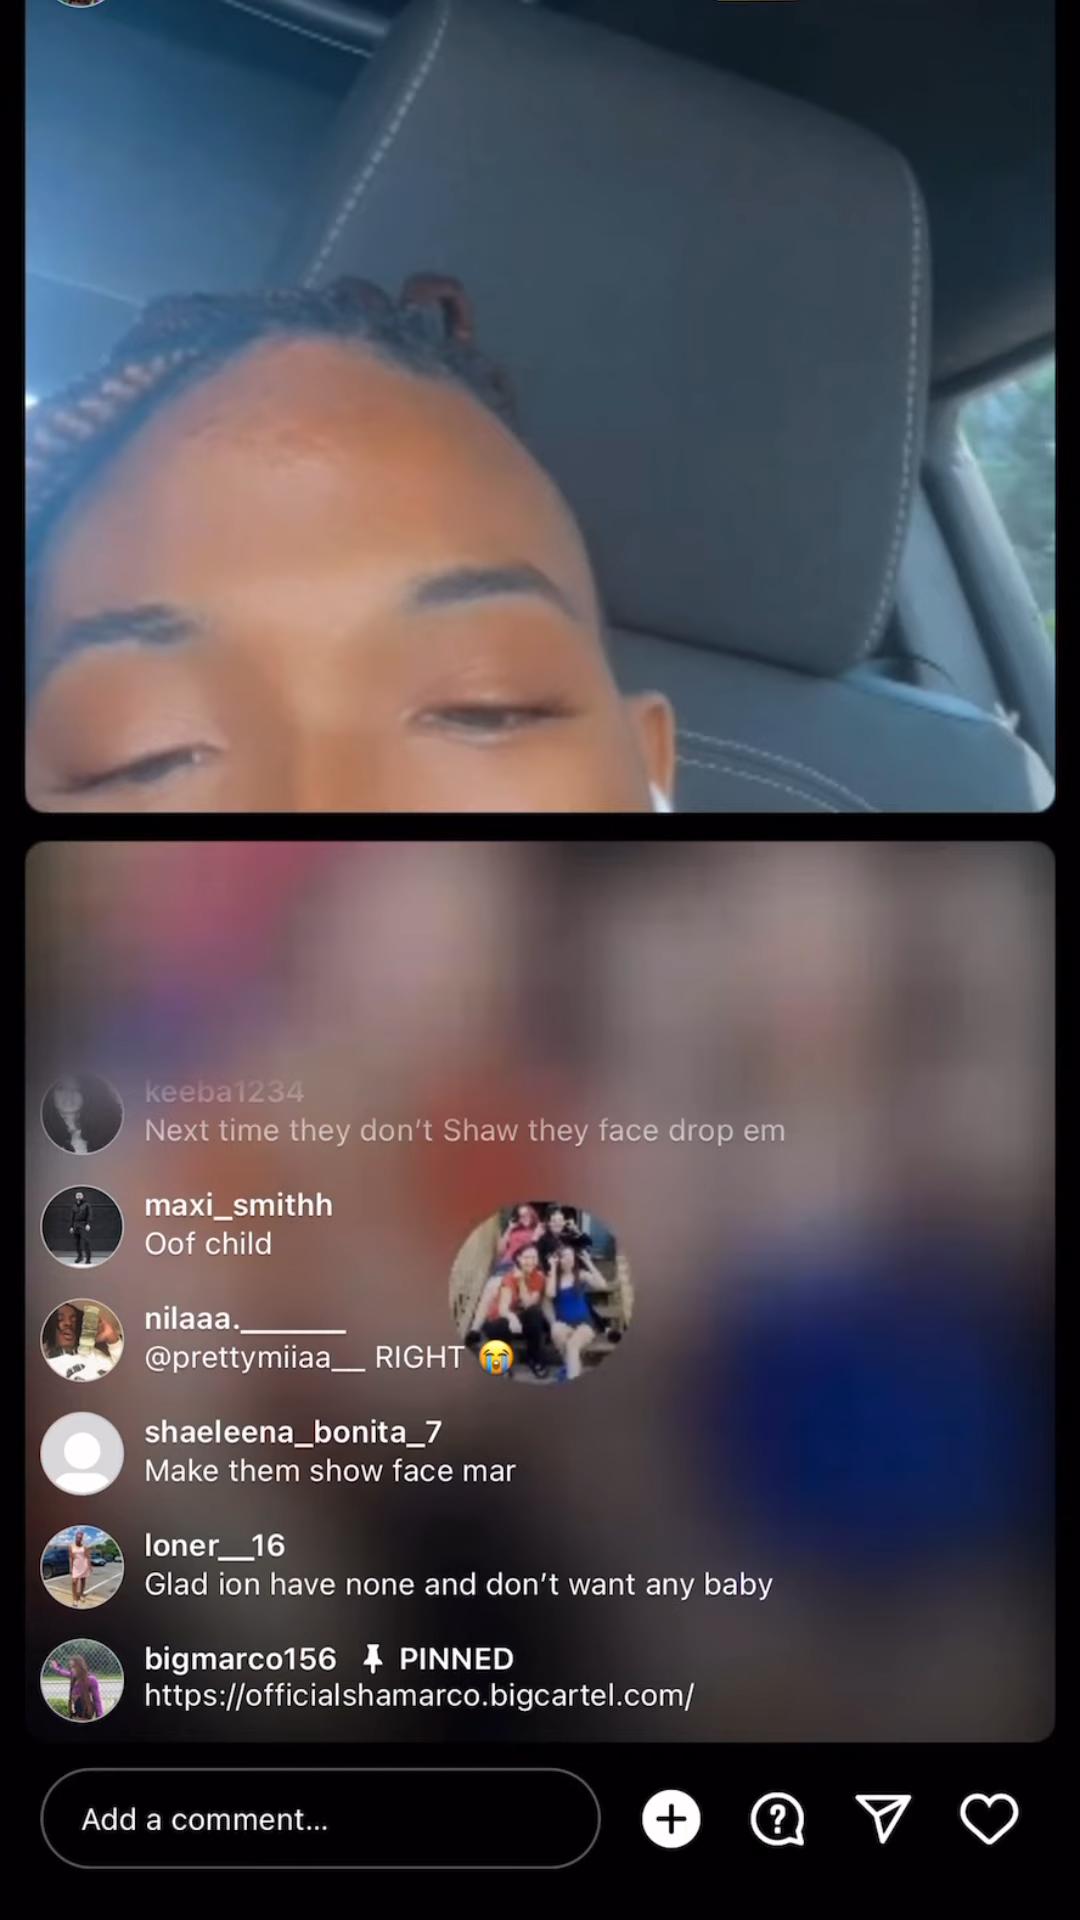 keeba1234
Next time they don't Shaw they face drop em
maxi_smithh
Oof child
nilaaa._______
@prettymiiaa__ RIGHT 😭
shaeleena_bonita_7
Make them show face mar
loner__16
Glad ion have none and don't want any baby
bigmarco156 PINNED
https://officialshamarco.bigcartel.com/
Add a comment...